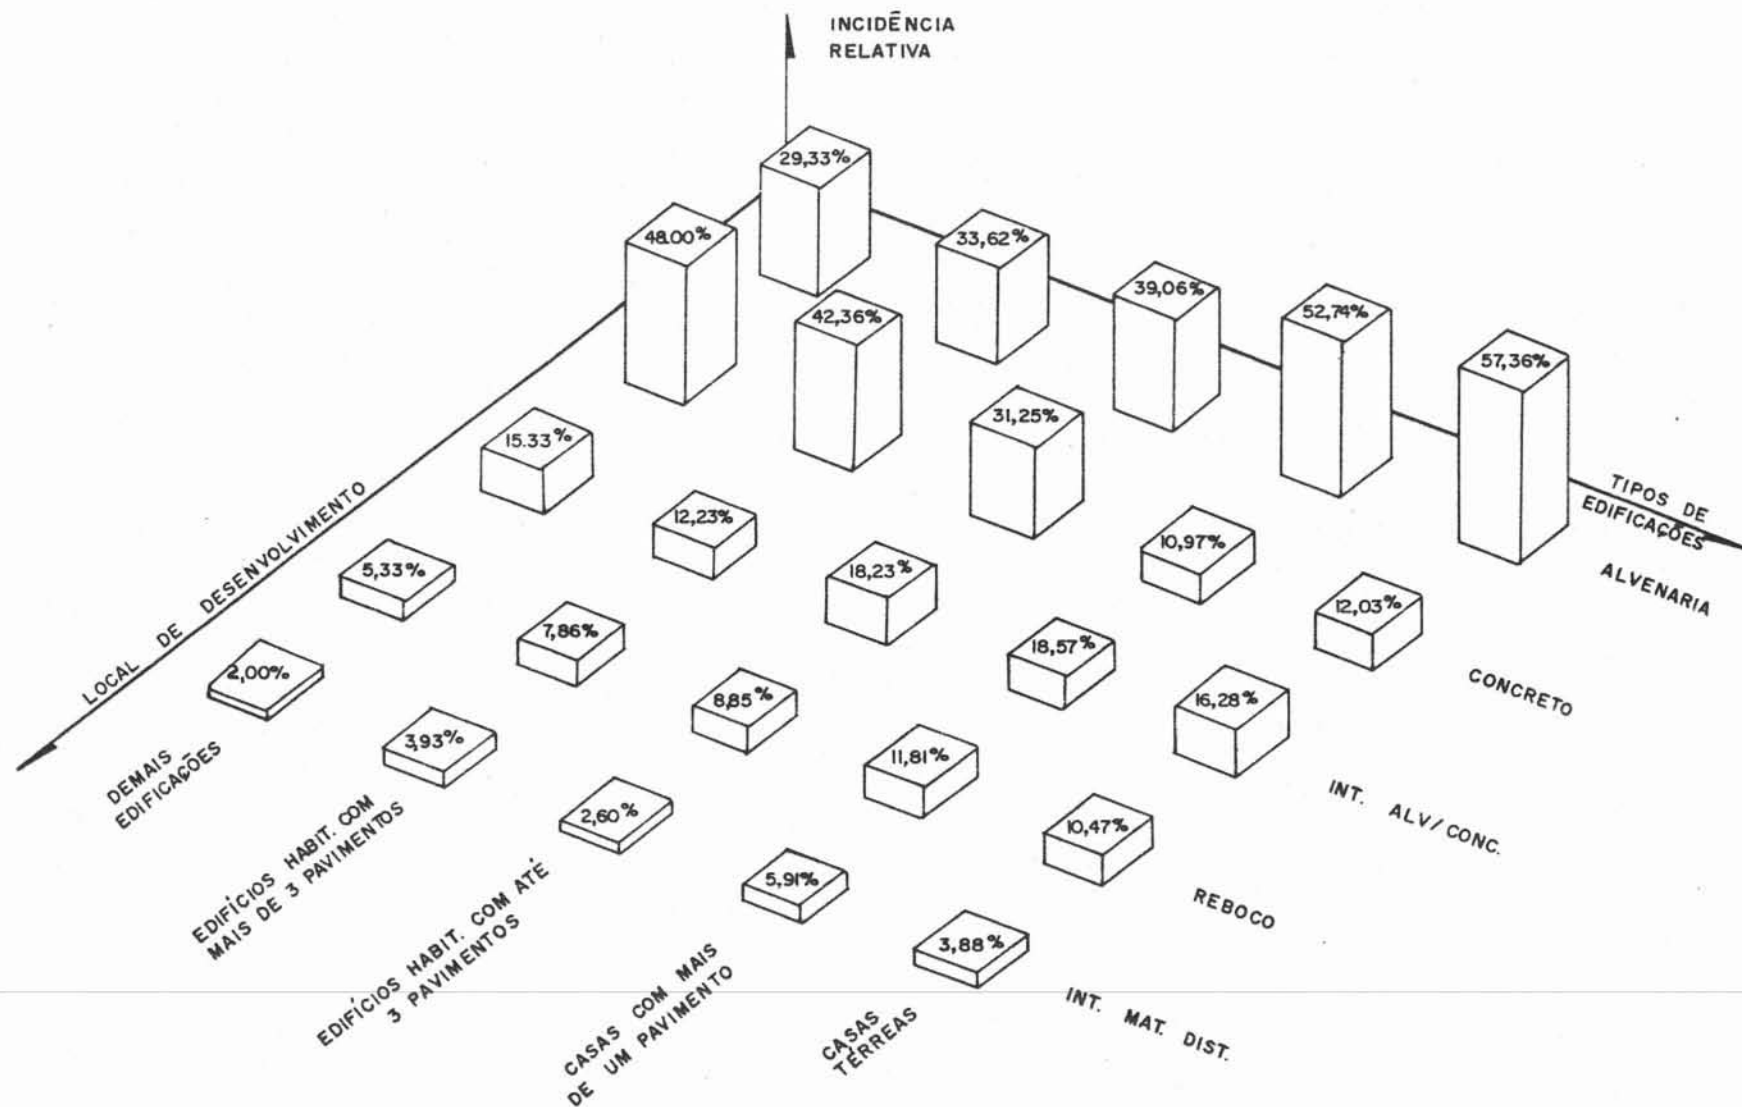 INCIDÊNCIA
RELATIVA
29,33%
48.00%
33,62%
39,06%
52,74%
42,36%
57,36%
31,25%
15.33%
12,23%
10,97%
18,23%
12,03%
5,33%
7,86%
18,57%
16,28%
2,00%
8,85%
3,93%
11,81%
10,47%
2,60%
5,91%
3,88%
LOCAL DE DESENVOLVIMENTO
TIPOS DE
EDIFICAÇÕES
ALVENARIA
CONCRETO
INT. ALV/CONC.
REBOCO
INT. MAT. DIST.
DEMAIS
EDIFICAÇÕES
EDIFÍCIOS HABIT. COM
MAIS DE 3 PAVIMENTOS
EDIFÍCIOS HABIT. COM ATÉ
3 PAVIMENTOS
CASAS COM MAIS
DE UM PAVIMENTO
CASAS
TÉRREAS